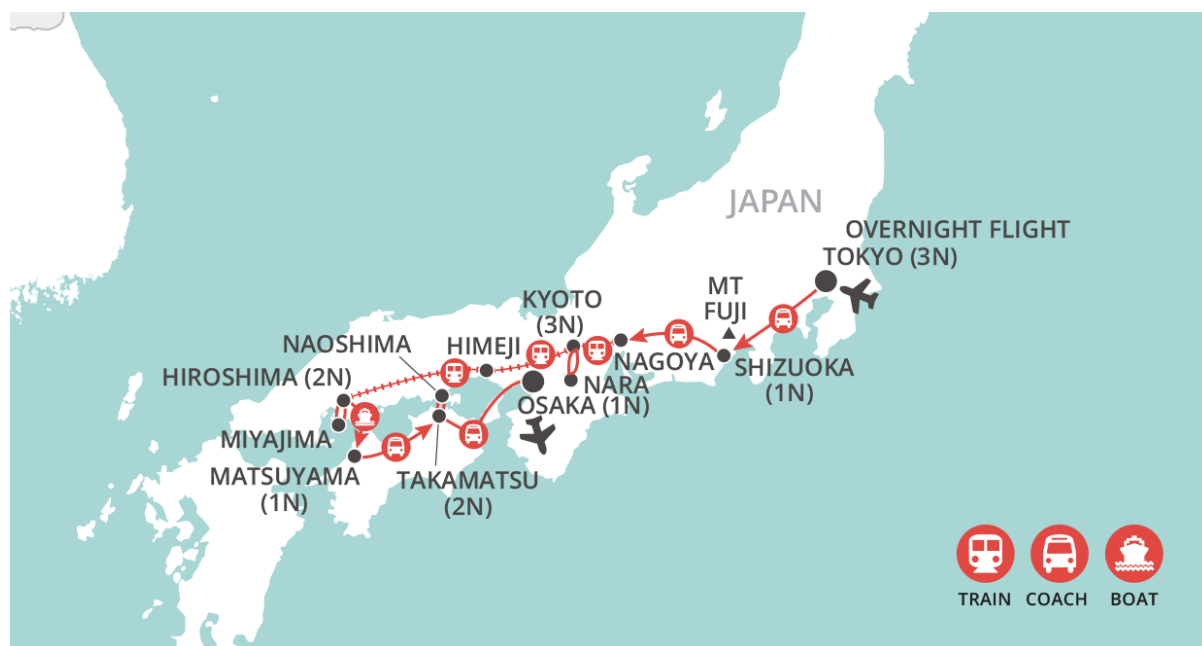 JAPAN
OVERNIGHT FLIGHT
TOKYO (3N)
MT
FUJI
KYOTO
(3N)
NAOSHIMA
HIMEJI
HIROSHIMA (2N)
NAGOYA
SHIZUOKA
(1N)
NARA
OSAKA (1N)
MIYAJIMA
MATSUYAMA
(1N)
TAKAMATSU
(2N)
TRAIN
COACH
BOAT